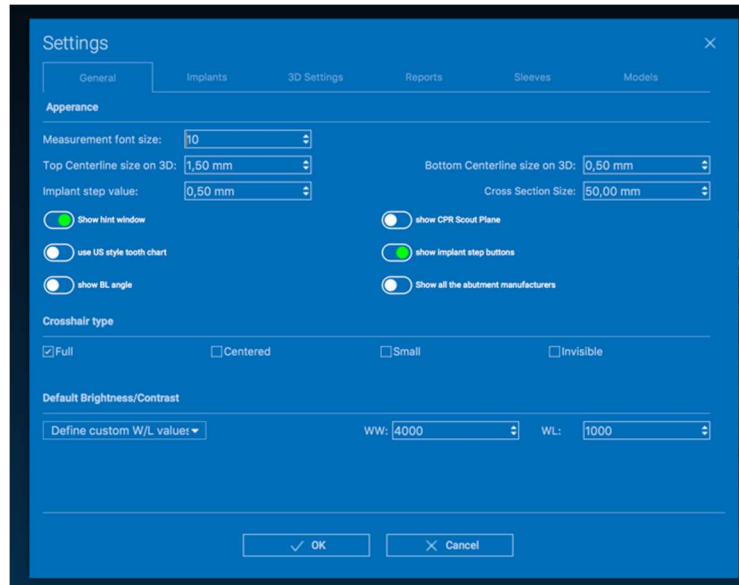 Settings
General Implants 3D Settings Reports Sleeves Models
Apperance
Measurement font size: 10
Top Centerline size on 3D: 1,50 mm Bottom Centerline size on 3D: 0,50 mm
Implant step value: 0,50 mm Cross Section Size: 50,00 mm
Show hint window show CPR Scout Plane
use US style tooth chart show implant step buttons
show BL angle Show all the abutment manufacturers
Crosshair type
Full Centered Small Invisible
Default Brightness/Contrast
Define custom W/L values WW: 4000 WL: 1000
OK Cancel